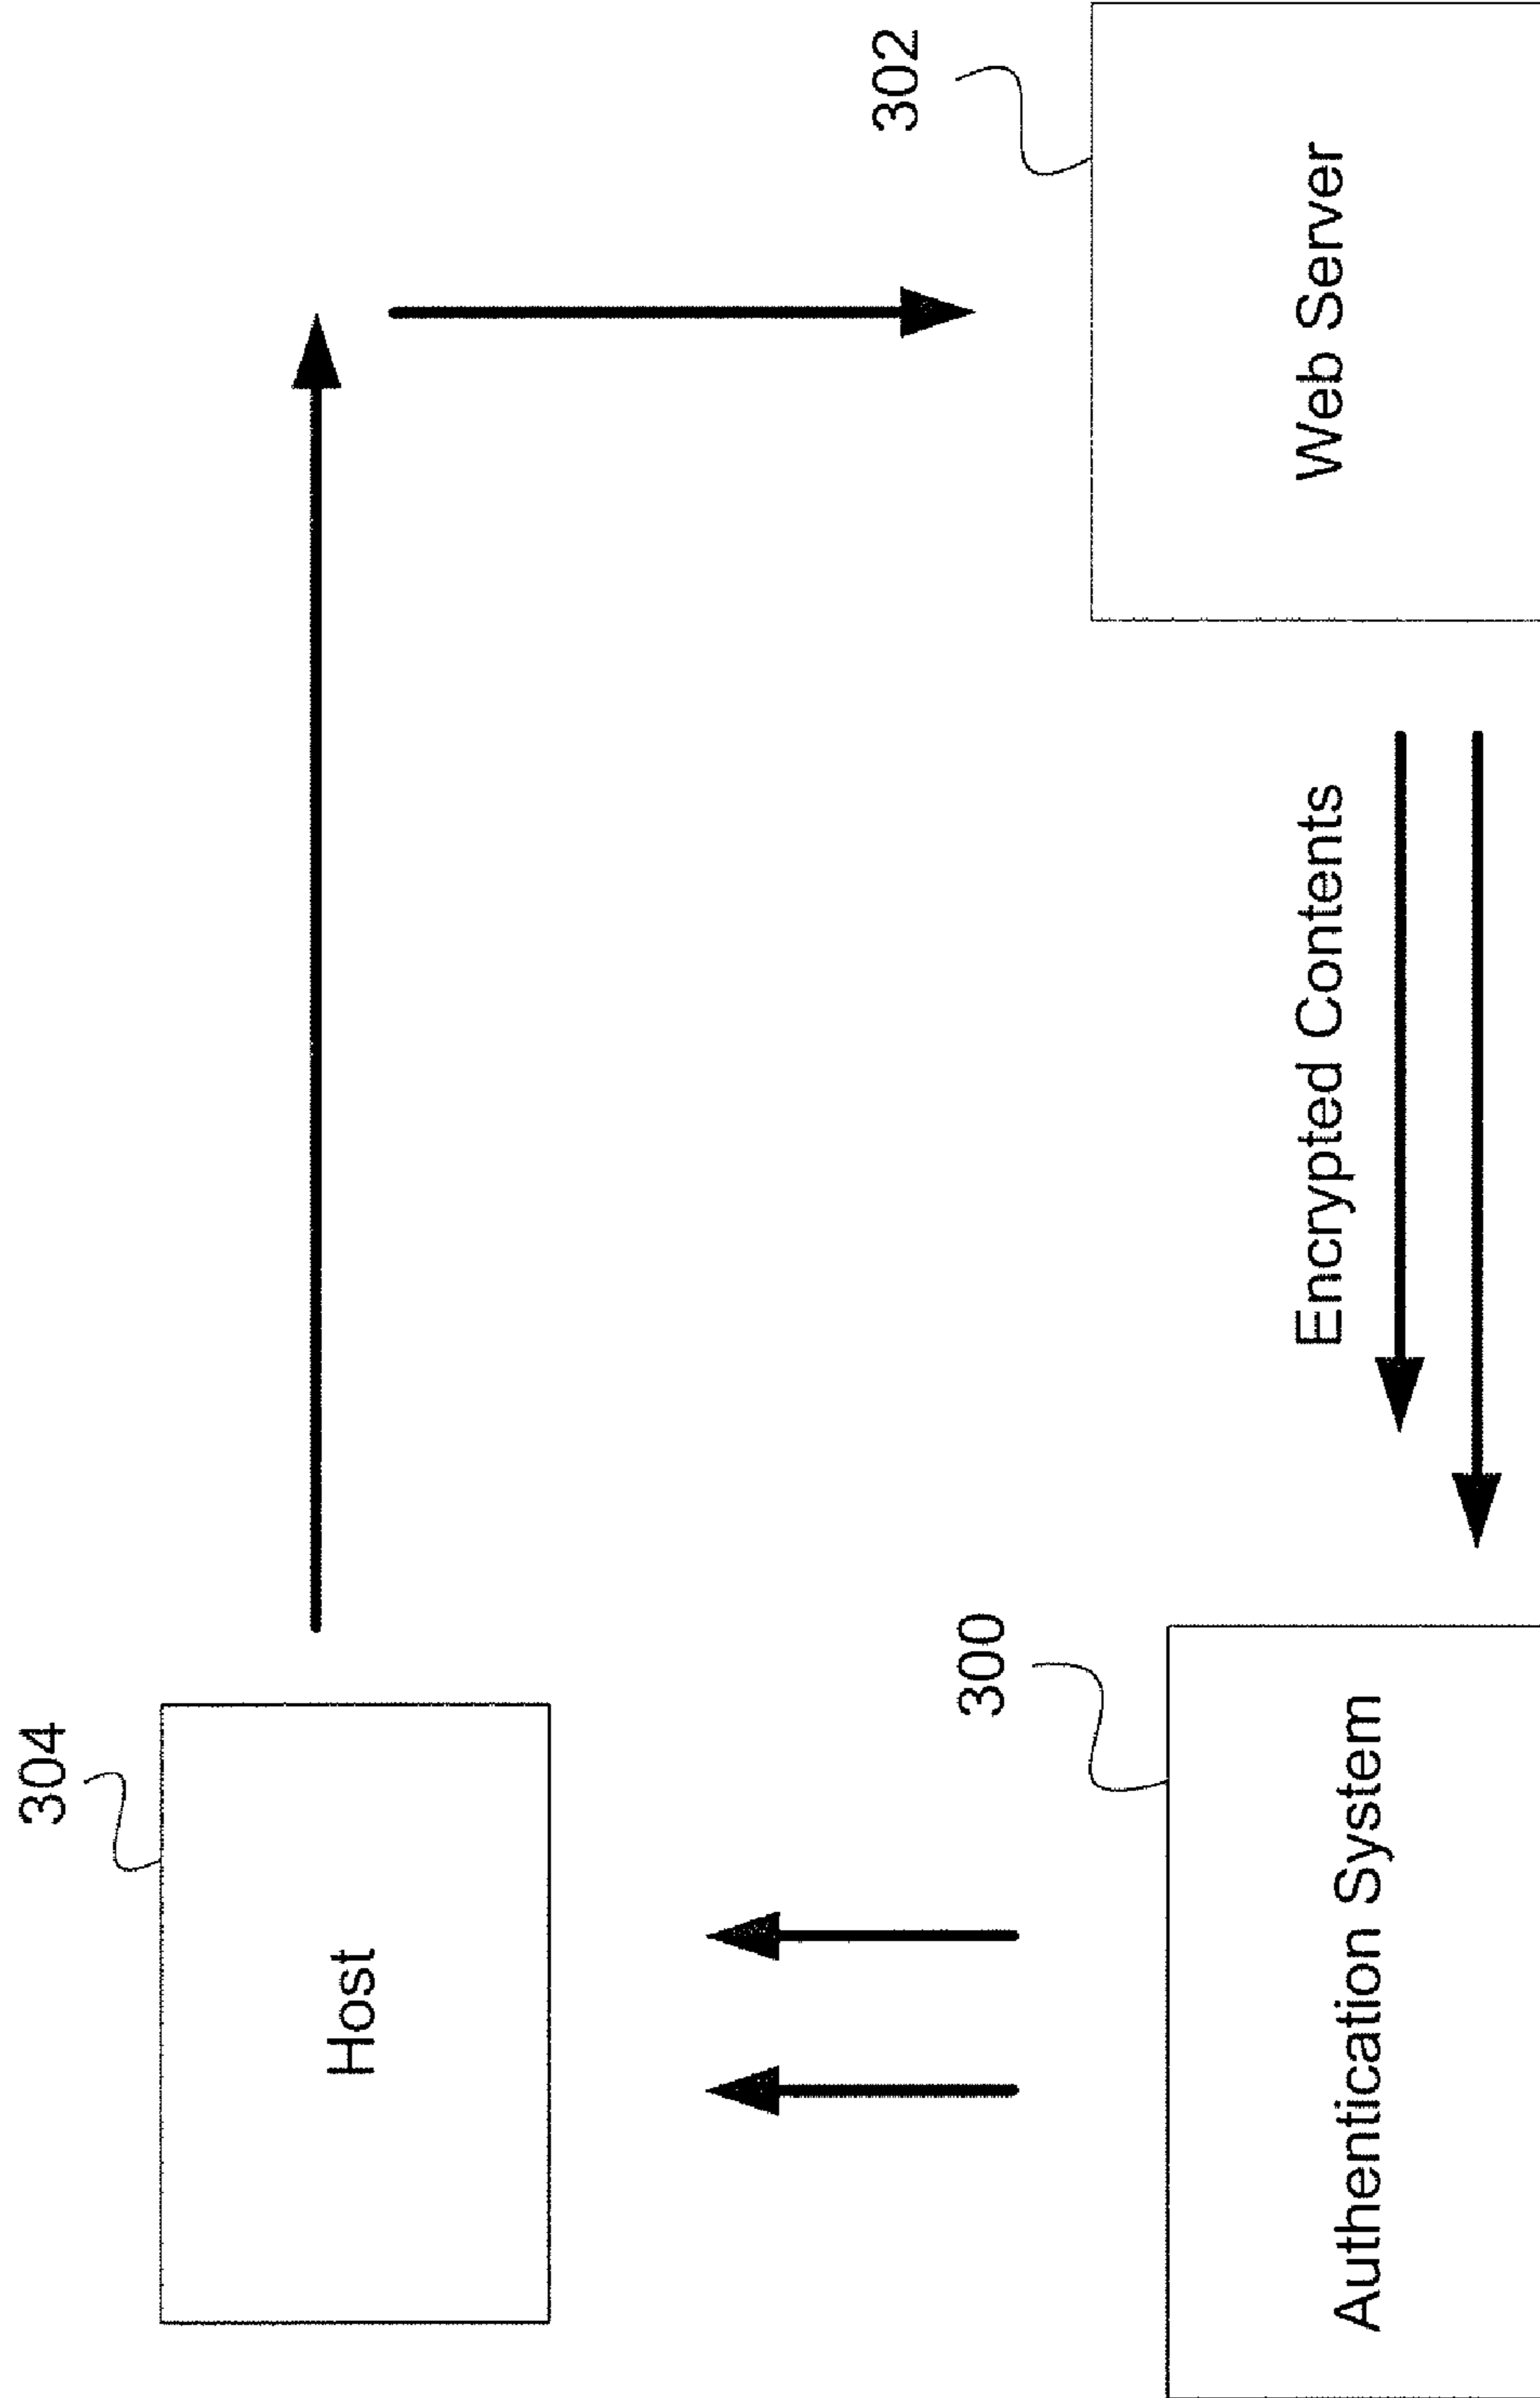 304
Host
302
300
Encrypted Contents
Web Server
Authentication System